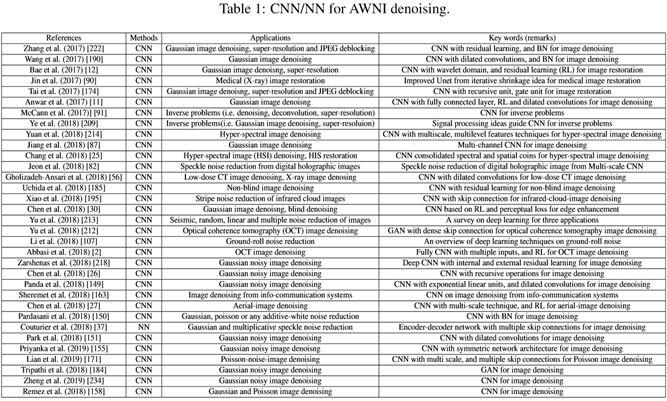 Table 1: CNN/NN for AWNI denoising.
References Methods Applications Key words (remarks)
Zhang et al. (2017) [222] CNN Gaussian image denoising, super-resolution and JPEG deblocking CNN with residual learning, and BN for image denoising
Wang et al. (2017) [190] CNN Gaussian image denoising CNN with dilated convolutions, and BN for image denoising
Bae et al. (2017) [12] CNN Gaussian image denoisng, super-resolution CNN with wavelet domain, and residual learning (RL) for image restoration
Jin et al. (2017) [90] CNN Medical (X-ray) image restoration Improved Unet from iterative shrinkage idea for medical image restoration
Tai et al. (2017) [174] CNN Gaussian image denoising, super-resolution and JPEG deblocking CNN with recursive unit, gate unit for image restoration
Anwar et al. (2017) [11] CNN Gaussian image denoisng CNN with fully connected layer, RL and dilated convolutions for image denoising
McCann et al. (2017)) [91] CNN Inverse problems (i.e. denoising, deconvolution, super-resolution) CNN for inverse problems
Ye et al. (2018) [209] CNN Inverse problems(i.e. Gaussian image denoising, super-resoluion) Signal processing ideas guide CNN for inverse problems
Yuan et al. (2018) [214] CNN Hyper-spectral image denoising CNN with multiscale, multilevel features techniques for hyper-spectral image denoising
Jiang et al. (2018) [87] CNN Gaussian image denoising Multi-channel CNN for image denoising
Chang et al. (2018) [25] CNN Hyper-spectral image (HSI) denoising, HIS restoration CNN consolidated spectral and spatial coins for hyper-spectral image denoising
Jeon et al. (2018) [82] CNN Speckle noise reduction from digital holographic images Speckle noise reduction of digital holographic image from Multi-scale CNN
Gholizadeh-Ansari et al. (2018) [56] CNN Low-dose CT image denoising, X-ray image denosing CNN with dilated convolutions for low-dose CT image denoising
Uchida et al. (2018) [185] CNN Non-blind image denoising CNN with residual learning for non-blind image denoising
Xiao et al. (2018) [195] CNN Stripe noise reduction of infrared cloud images CNN with skip connection for infrared-cloud-image denoising
Chen et al. (2018) [30] CNN Gaussian image denoising, blind denoising CNN based on RL and perceptual loss for edge enhancement
Yu et al. (2018) [213] CNN Seismic, random, linear and multiple noise reduction of images A survey on deep learning for three applications
Yu et al. (2018) [212] CNN Optical coherence tomography (OCT) image denoising GAN with dense skip connection for optical coherence tomography image denoising
Li et al. (2018) [107] CNN Ground-roll noise reduction An overview of deep learning techniques on ground-roll noise
Abbasi et al. (2018) [2] CNN OCT image denoising Fully CNN with multiple inputs, and RL for OCT image denoising
Zarshenas et al. (2018) [218] CNN Gaussian noisy image denoising Deep CNN with internal and external residual learning for image denoising
Chen et al. (2018) [26] CNN Gaussian noisy image denoising CNN with recursive operations for image denoising
Panda et al. (2018) [149] CNN Gaussian noisy image denoising CNN with exponential linear units, and dilated convolutions for image denoising
Sheremet et al. (2018) [163] CNN Image denoising from info-communication systems CNN on image denoising from info-communication systems
Chen et al. (2018) [27] CNN Aerial-image denoising CNN with multi-scale technique, and RL for aerial-image denoising
Pardasani et al. (2018) [150] CNN Gaussian, poisson or any additive-white noise reduction CNN with BN for image denoising
Couturier et al. (2018) [37] NN Gaussian and multiplicative speckle noise reduction Encoder-decoder network with multiple skip connections for image denoising
Park et al. (2018) [151] CNN Gaussian noisy image denoising CNN with dilated convolutions for image denoising
Priyanka et al. (2019) [155] CNN Gaussian noisy image denoising CNN with symmetric network architecture for image denoising
Lian et al. (2019) [171] CNN Poisson-noise-image denoising CNN with multi scale, and multiple skip connections for Poisson image denoising
Tripathi et al. (2018) [184] CNN Gaussian noisy image denoising GAN for image denoising
Zheng et al. (2019) [234] CNN Gaussian noisy image denoising CNN for image denoising
Remez et al. (2018) [158] CNN Gaussian and Poisson image denoising CNN for image denoising